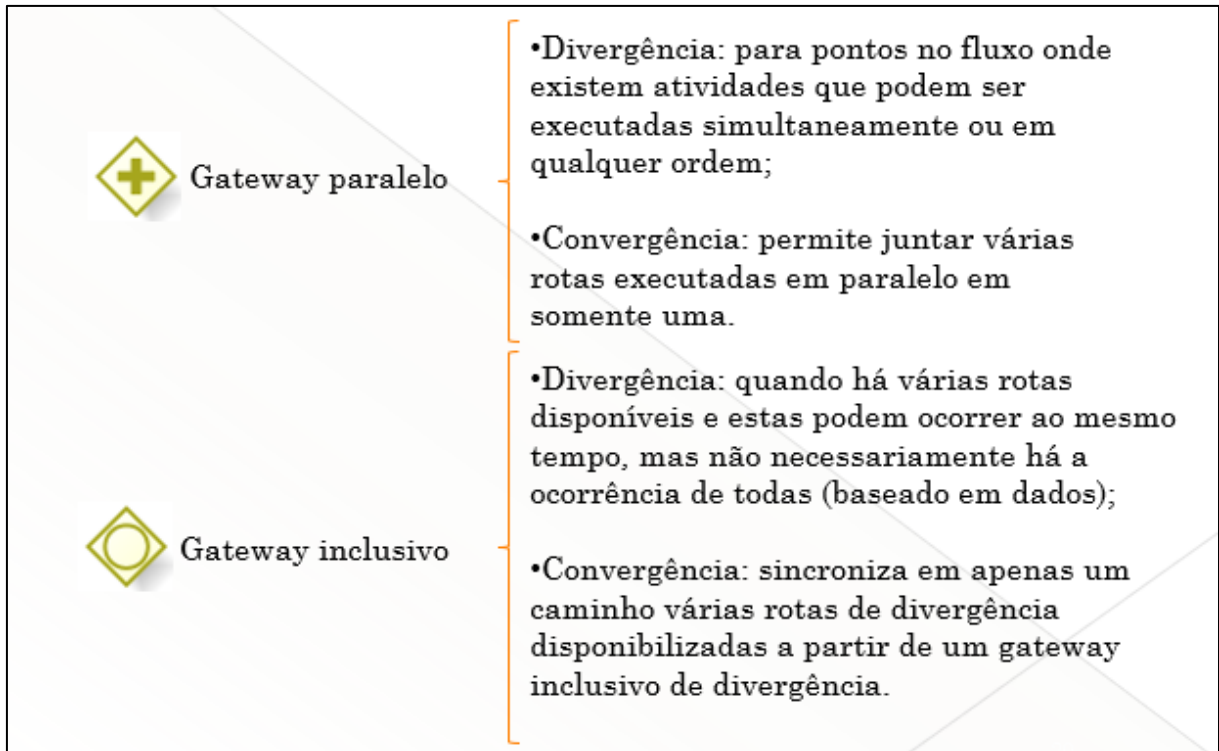 Gateway paralelo
•Divergência: para pontos no fluxo onde
existem atividades que podem ser
executadas simultaneamente ou em
qualquer ordem;
•Convergência: permite juntar várias
rotas executadas em paralelo em
somente uma.
Gateway inclusivo
•Divergência: quando há várias rotas
disponíveis e estas podem ocorrer ao mesmo
tempo, mas não necessariamente há a
ocorrência de todas (baseado em dados);
•Convergência: sincroniza em apenas um
caminho várias rotas de divergência
disponibilizadas a partir de um gateway
inclusivo de divergência.